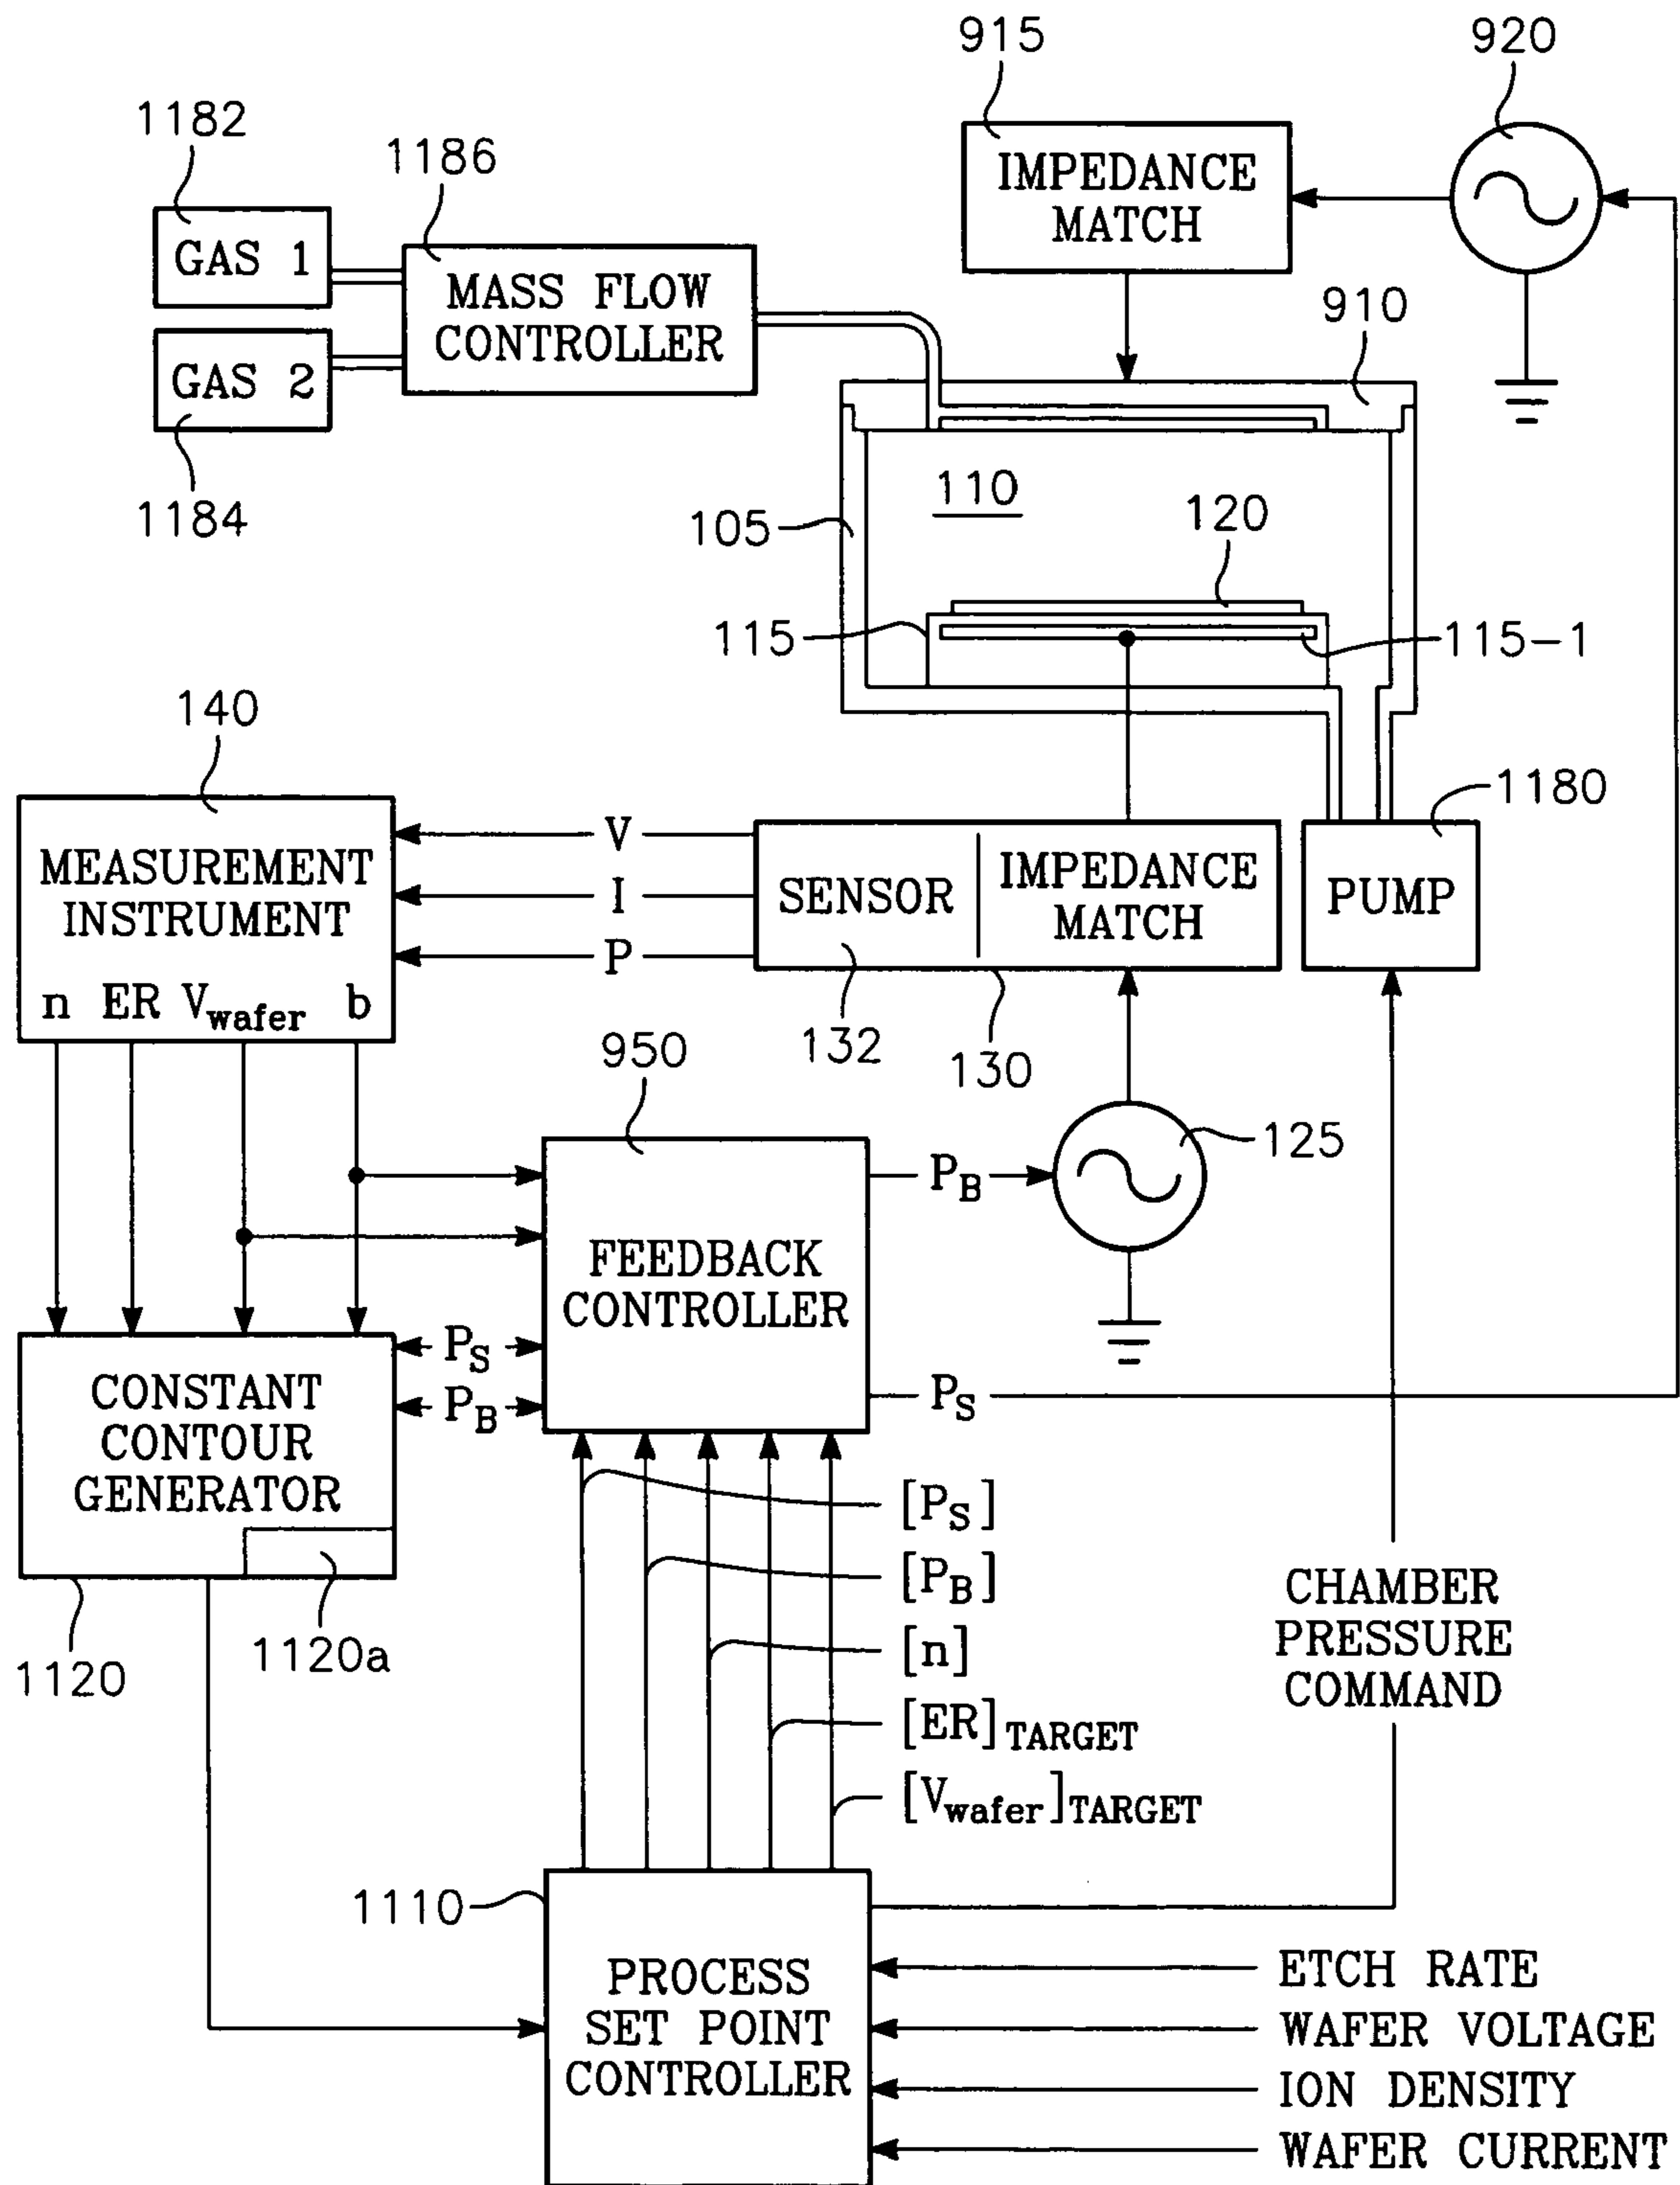 915
920
1182
1186
IMPEDANCE
MATCH
GAS 1
MASS FLOW
CONTROLLER
910
GAS 2
1184
110
105
120
115
115-1
140
1180
MEASUREMENT
INSTRUMENT
V
I
P
SENSOR
IMPEDANCE
MATCH
PUMP
n ER Vwafer b
132
130
950
125
PB
FEEDBACK
CONTROLLER
PS
PB
PS
CONSTANT
CONTOUR
GENERATOR
1120
1120a
[PS]
[PB]
[n]
[ER]TARGET
[Vwafer]TARGET
CHAMBER
PRESSURE
COMMAND
1110
PROCESS
SET POINT
CONTROLLER
ETCH RATE
WAFER VOLTAGE
ION DENSITY
WAFER CURRENT